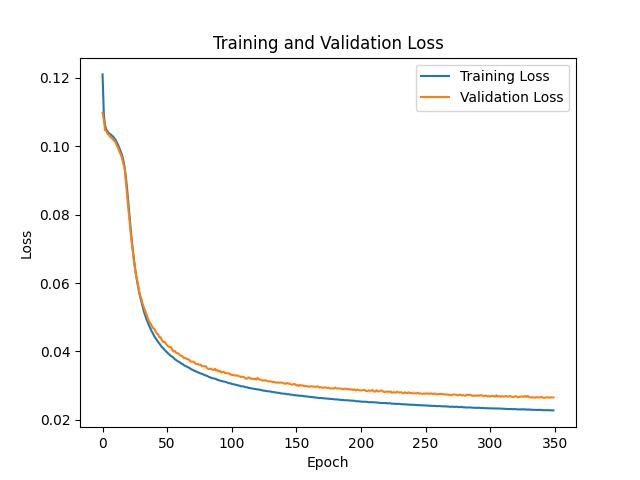 Training and Validation Loss
Training Loss
Validation Loss
0.12
0.10
0.08
0.06
0.04
0.02
Loss
0 50 100 150 200 250 300 350
Epoch